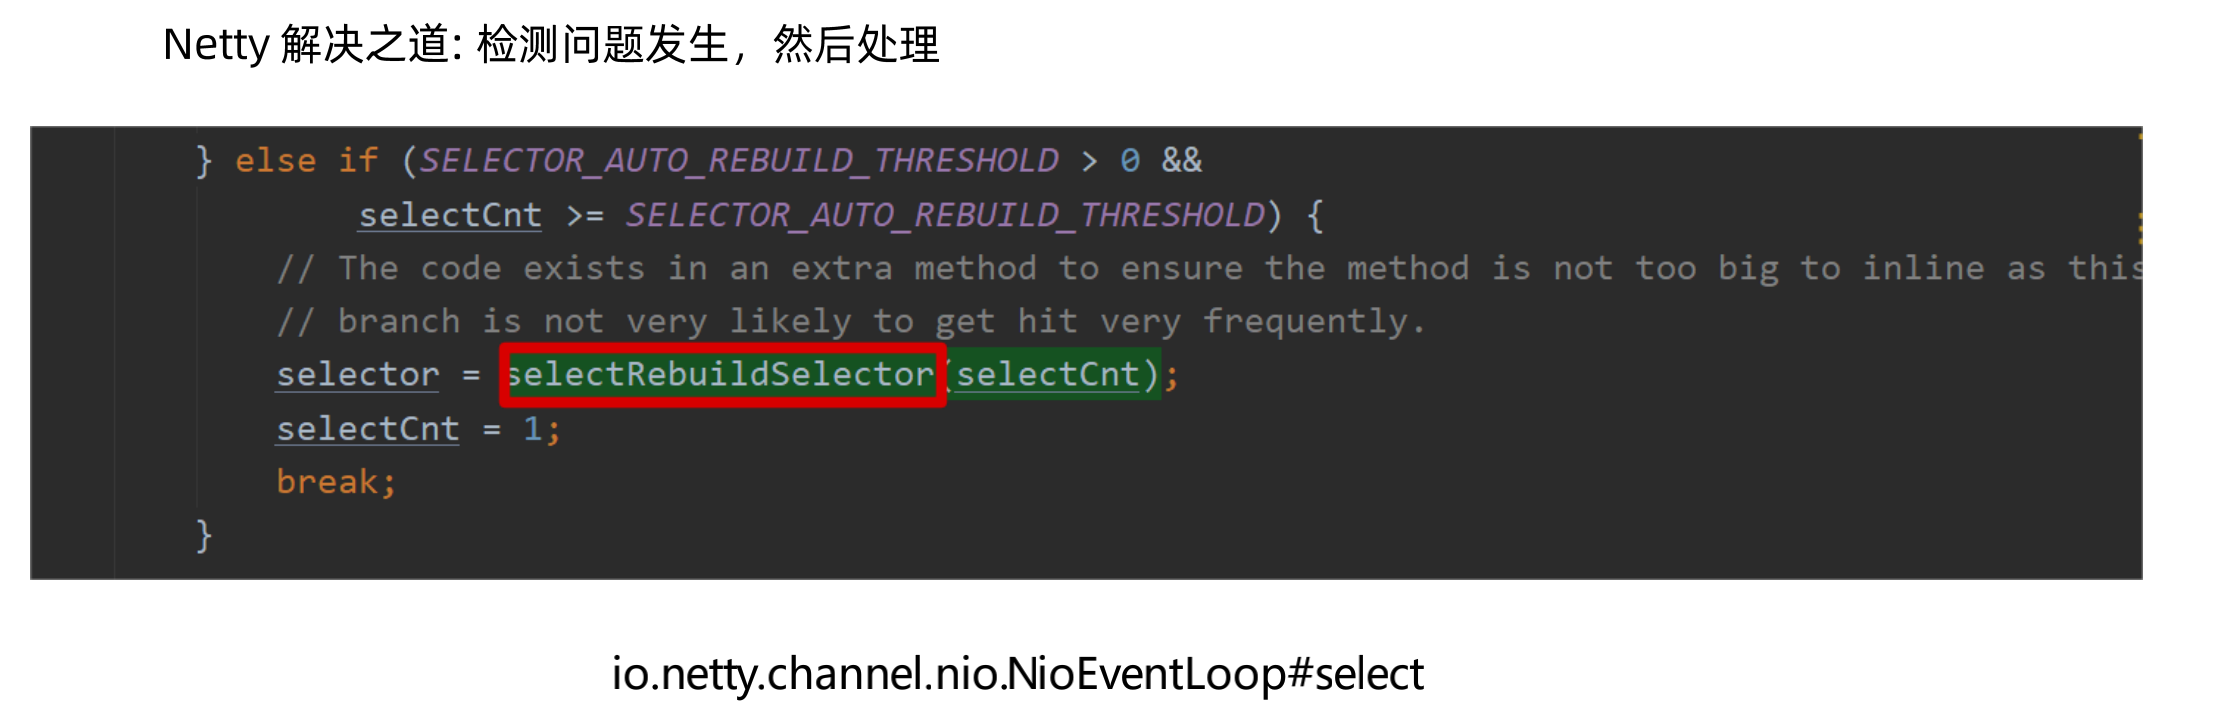 Netty 解决之道: 检测问题发生，然后处理
} else if (SELECTOR_AUTO_REBUILD_THRESHOLD > 0 &&
selectCnt >= SELECTOR_AUTO_REBUILD_THRESHOLD) {
// The code exists in an extra method to ensure the method is not too big to inline as this
// branch is not very likely to get hit very frequently.
selector = selectRebuildSelector(selectCnt);
selectCnt = 1;
break;
}
io.netty.channel.nio.NioEventLoop#select